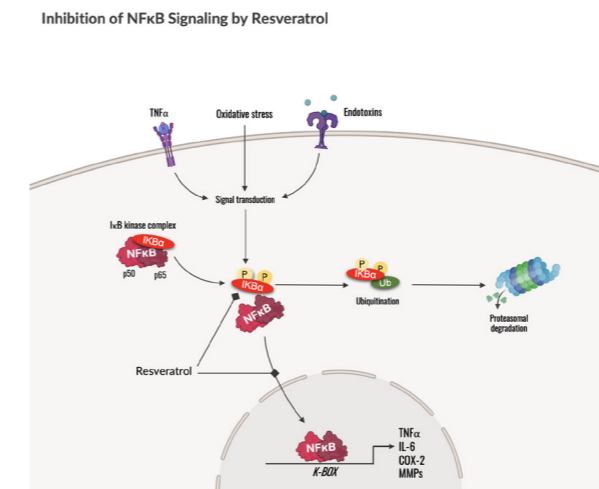 Inhibition of NFκB Signaling by Resveratrol
TNFα
Oxidative stress
Endotoxins
Signal transduction
IκB kinase complex
IKBα
NFκB
p50
p65
P
P
IKBα
NFκB
P
P
IKBα
Ub
Ubiquitination
Proteasomal
degradation
Resveratrol
NFκB
K-BOX
TNFα
IL-6
COX-2
MMPs